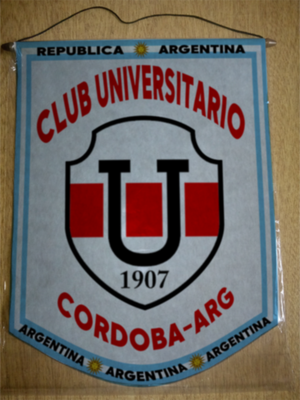 REPUBLICA ARGENTINA
CLUB UNIVERSITARIO
U
1907
CORDOBA-ARG
ARGENTINA ARGENTINA ARGENTINA